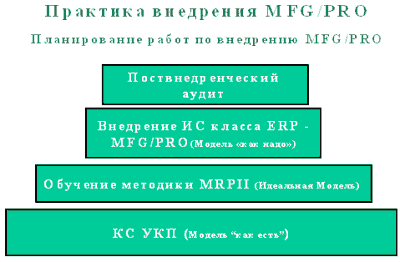 Практика внедрения MFG/PRO
Планирование работ по внедрению MFG/PRO
Поствнедренческий
аудит
Внедрение ИС класса ERP -
MFG/PRO (Модель «как надо»)
Обучение методики MRPII (Идеальная Модель)
КС УКП (Модель “как есть”)